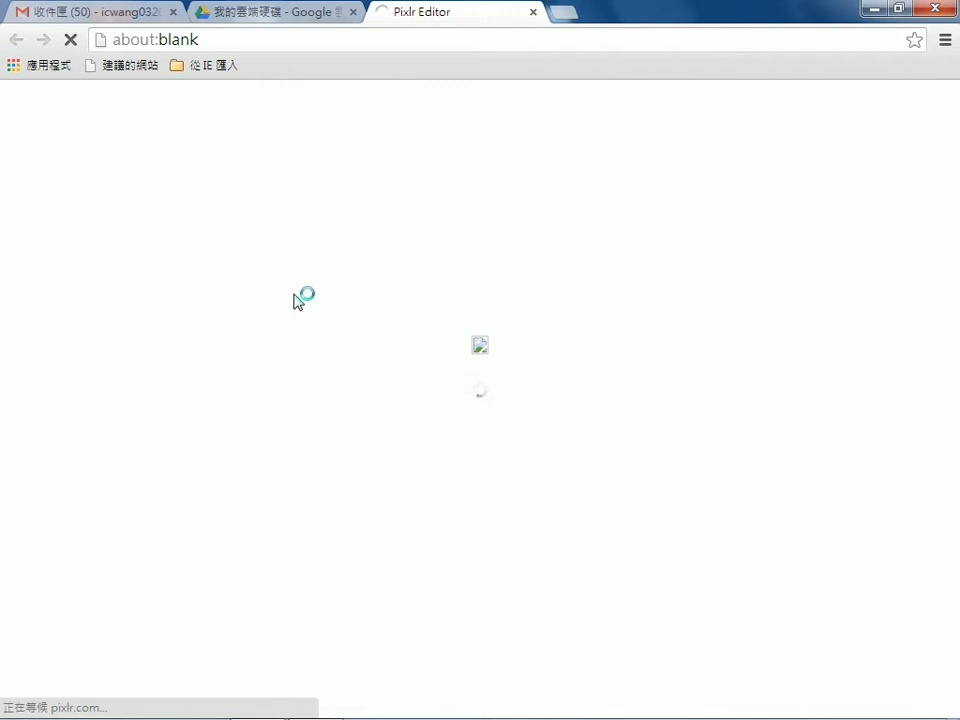 收件匣 (50) - icwang032
我的雲端硬碟 - Google
Pixlr Editor
about:blank
應用程式
建議的網站
從 IE 匯入
正在等候 pixlr.com...